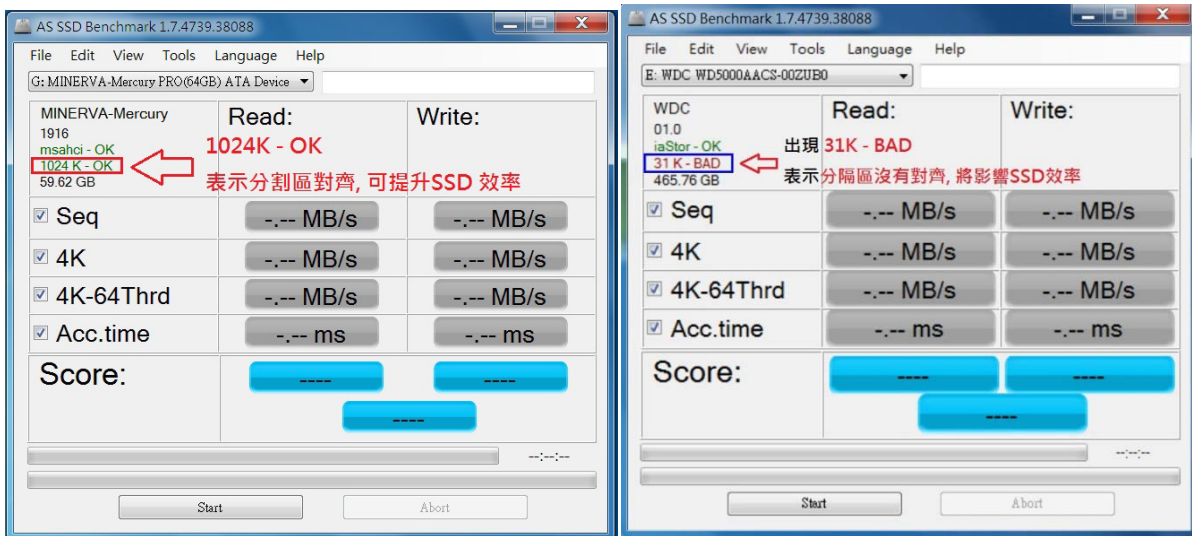 AS SSD Benchmark 1.7.4739.38088
File Edit View Tools Language Help
G: MINERVA-Mercury PRO(64GB) ATA Device
MINERVA-Mercury
1916
msahci - OK
1024 K - OK
59.62 GB
Read:
Write:
1024K - OK
表示分割區對齊, 可提升SSD 效率
Seq
-.-- MB/s
-.-- MB/s
4K
-.-- MB/s
-.-- MB/s
4K-64Thrd
-.-- MB/s
-.-- MB/s
Acc.time
-.-- ms
-.-- ms
Score:
----
----
----
--:--:--
Start
Abort
AS SSD Benchmark 1.7.4739.38088
File Edit View Tools Language Help
E: WDC WD5000AACS-00ZUB0
WDC
01.0
iaStor - OK
31 K - BAD
465.76 GB
Read:
Write:
出現 31K - BAD
表示分隔區沒有對齊, 將影響SSD效率
Seq
-.-- MB/s
-.-- MB/s
4K
-.-- MB/s
-.-- MB/s
4K-64Thrd
-.-- MB/s
-.-- MB/s
Acc.time
-.-- ms
-.-- ms
Score:
----
----
----
--:--:--
Start
Abort